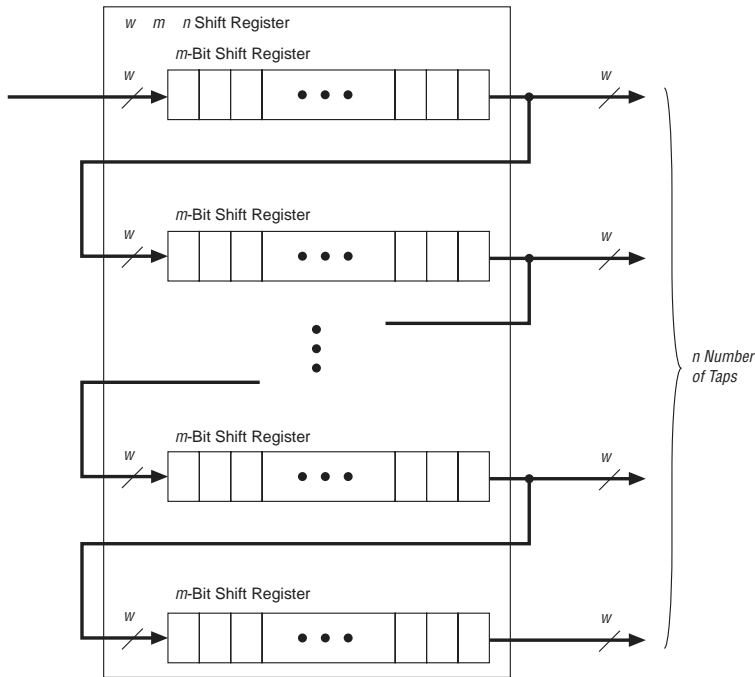 w m n Shift Register
m-Bit Shift Register
w
w
m-Bit Shift Register
w
w
n Number
of Taps
m-Bit Shift Register
w
w
m-Bit Shift Register
w
w